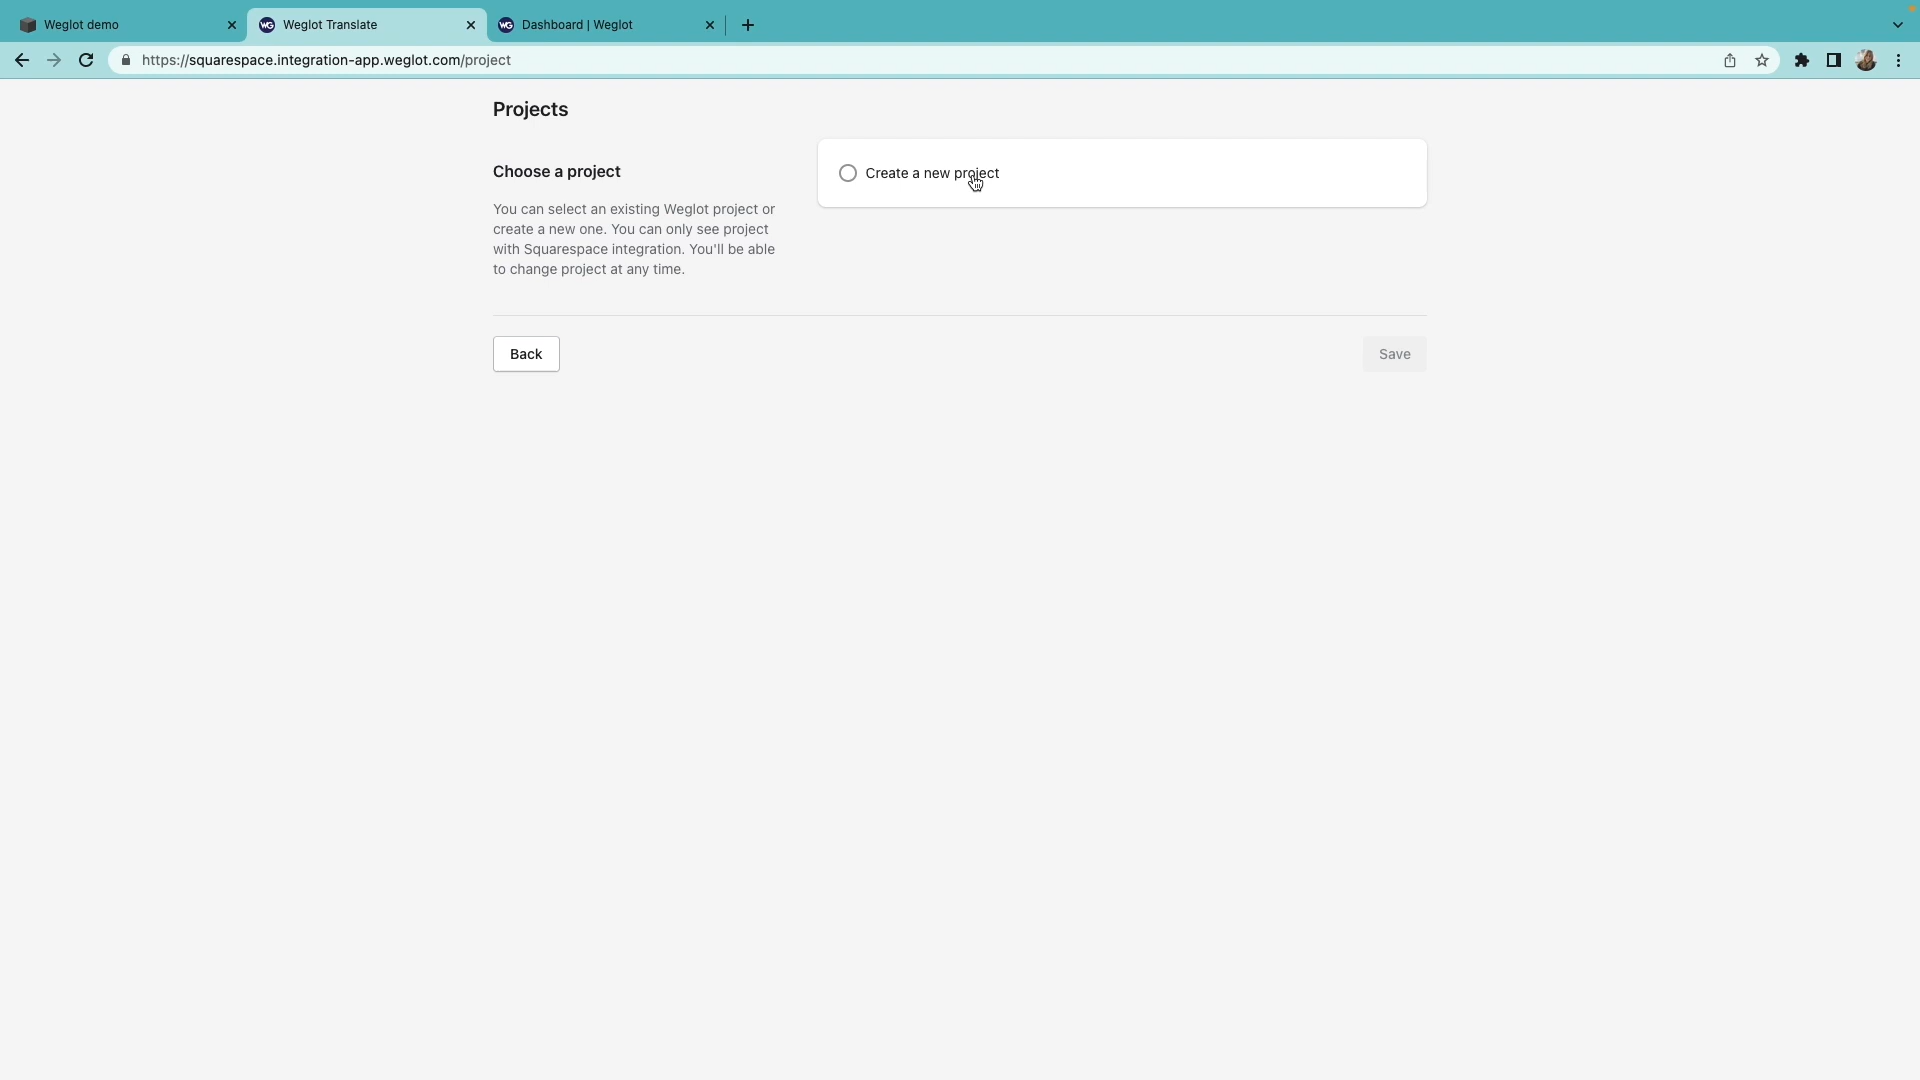 Weglot demo
WG Weglot Translate
WG Dashboard | Weglot
https://squarespace.integration-app.weglot.com/project
Projects
Choose a project
You can select an existing Weglot project or
create a new one. You can only see project
with Squarespace integration. You'll be able
to change project at any time.
Create a new project
Back
Save